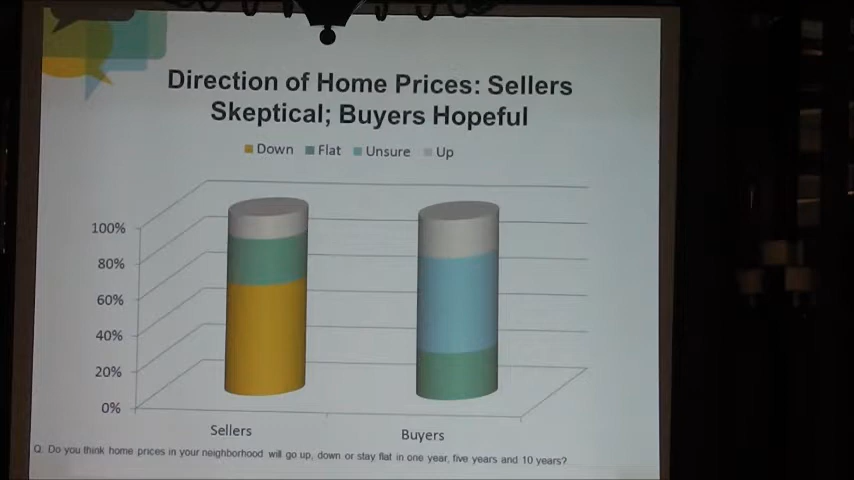 Direction of Home Prices: Sellers
Skeptical; Buyers Hopeful
Down Flat Unsure Up
100%
80%
60%
40%
20%
0%
Sellers Buyers
Q. Do you think home prices in your neighborhood will go up, down or stay flat in one year, five years and 10 years?